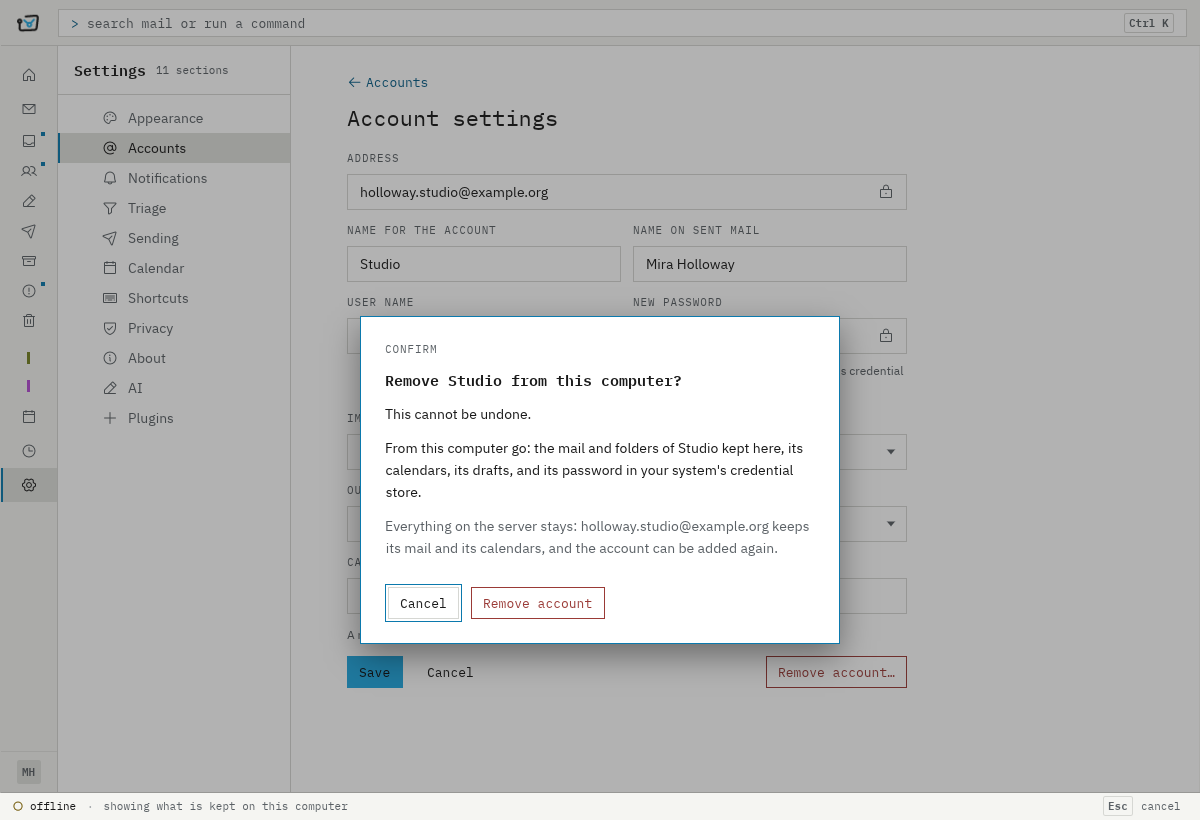 > search mail or run a command
Ctrl K
Settings 11 sections
Appearance
Accounts
Notifications
Triage
Sending
Calendar
Shortcuts
Privacy
About
AI
Plugins
MH
← Accounts
Account settings
ADDRESS
holloway.studio@example.org
NAME FOR THE ACCOUNT
NAME ON SENT MAIL
Studio
Mira Holloway
USER NAME
NEW PASSWORD
credential
CONFIRM
Remove Studio from this computer?
This cannot be undone.
From this computer go: the mail and folders of Studio kept here, its
calendars, its drafts, and its password in your system's credential
store.
Everything on the server stays: holloway.studio@example.org keeps
its mail and its calendars, and the account can be added again.
Cancel
Remove account
Save
Cancel
Remove account…
offline · showing what is kept on this computer
Esc cancel